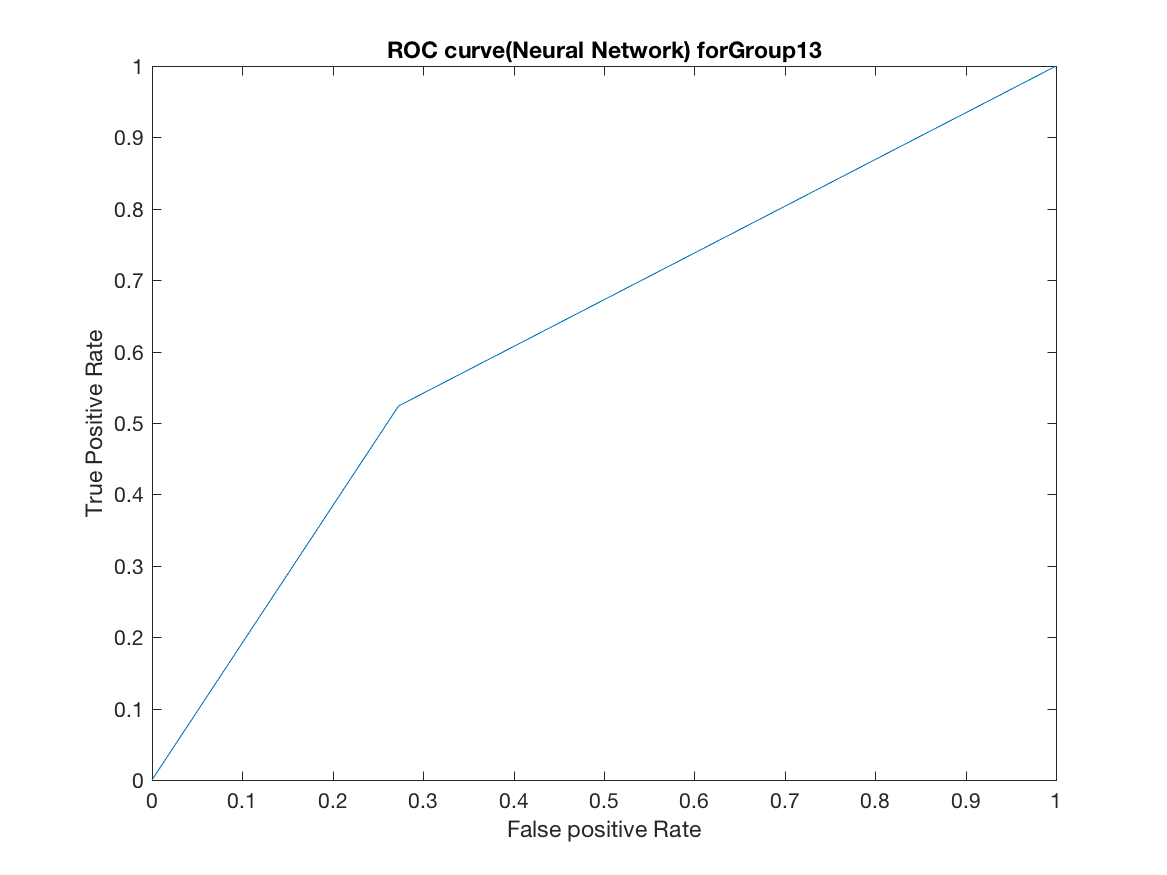 ROC curve(Neural Network) forGroup13
1
0.9
0.8
0.7
0.6
0.5
0.4
0.3
0.2
0.1
0
True Positive Rate
0 0.1 0.2 0.3 0.4 0.5 0.6 0.7 0.8 0.9 1
False positive Rate